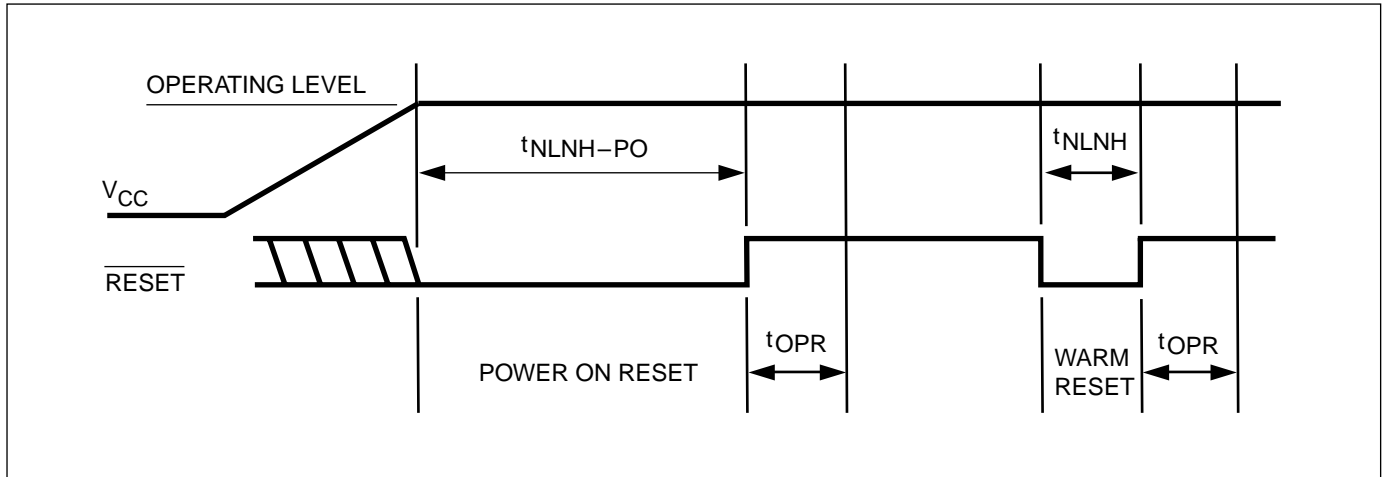 OPERATING LEVEL
tNLNH–PO
tNLNH
VCC
RESET
tOPR
POWER ON RESET
WARM
RESET
tOPR